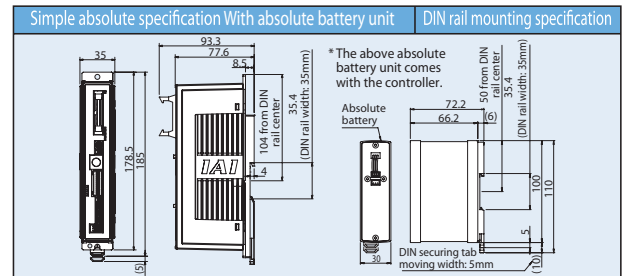 Simple absolute specification With absolute battery unit
DIN rail mounting specification
93.3
77.6
8.5
35
178.5
185
(5)
104 from DIN
rail center
35.4
(DIN rail width: 35mm)
4
IAI
* The above absolute
battery unit comes
with the controller.
Absolute
battery
30
72.2
66.2
(6)
50 from DIN
rail center
35.4
(DIN rail width: 35mm)
100
110
5
(10)
DIN securing tab
moving width: 5mm